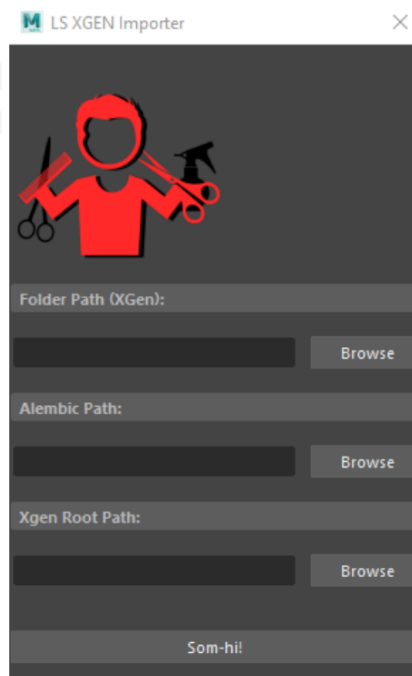 LS XGEN Importer
Folder Path (XGen):
Browse
Alembic Path:
Browse
Xgen Root Path:
Browse
Som-hi!